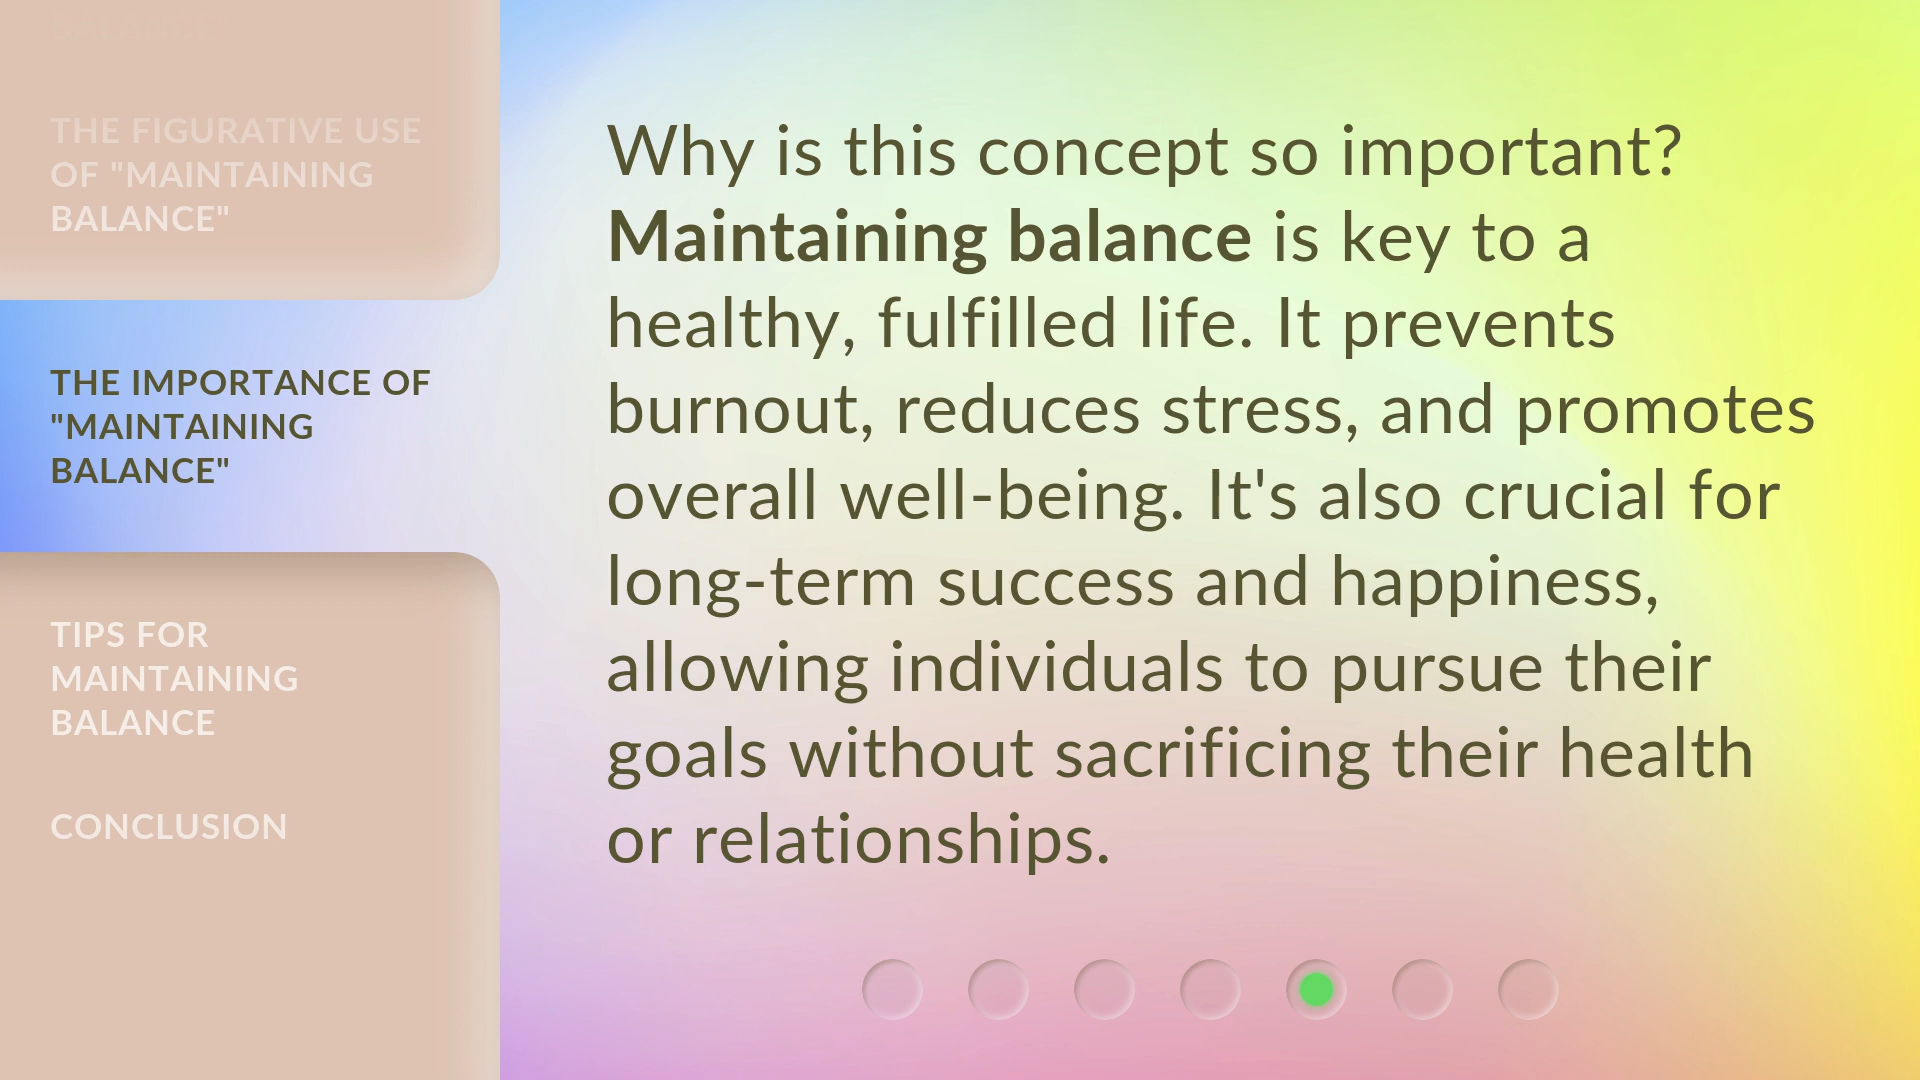 THE FIGURATIVE USE
OF "MAINTAINING
BALANCE"
THE IMPORTANCE OF
"MAINTAINING
BALANCE"
TIPS FOR
MAINTAINING
BALANCE
CONCLUSION
Why is this concept so important?
Maintaining balance is key to a
healthy, fulfilled life. It prevents
burnout, reduces stress, and promotes
overall well-being. It's also crucial for
long-term success and happiness,
allowing individuals to pursue their
goals without sacrificing their health
or relationships.